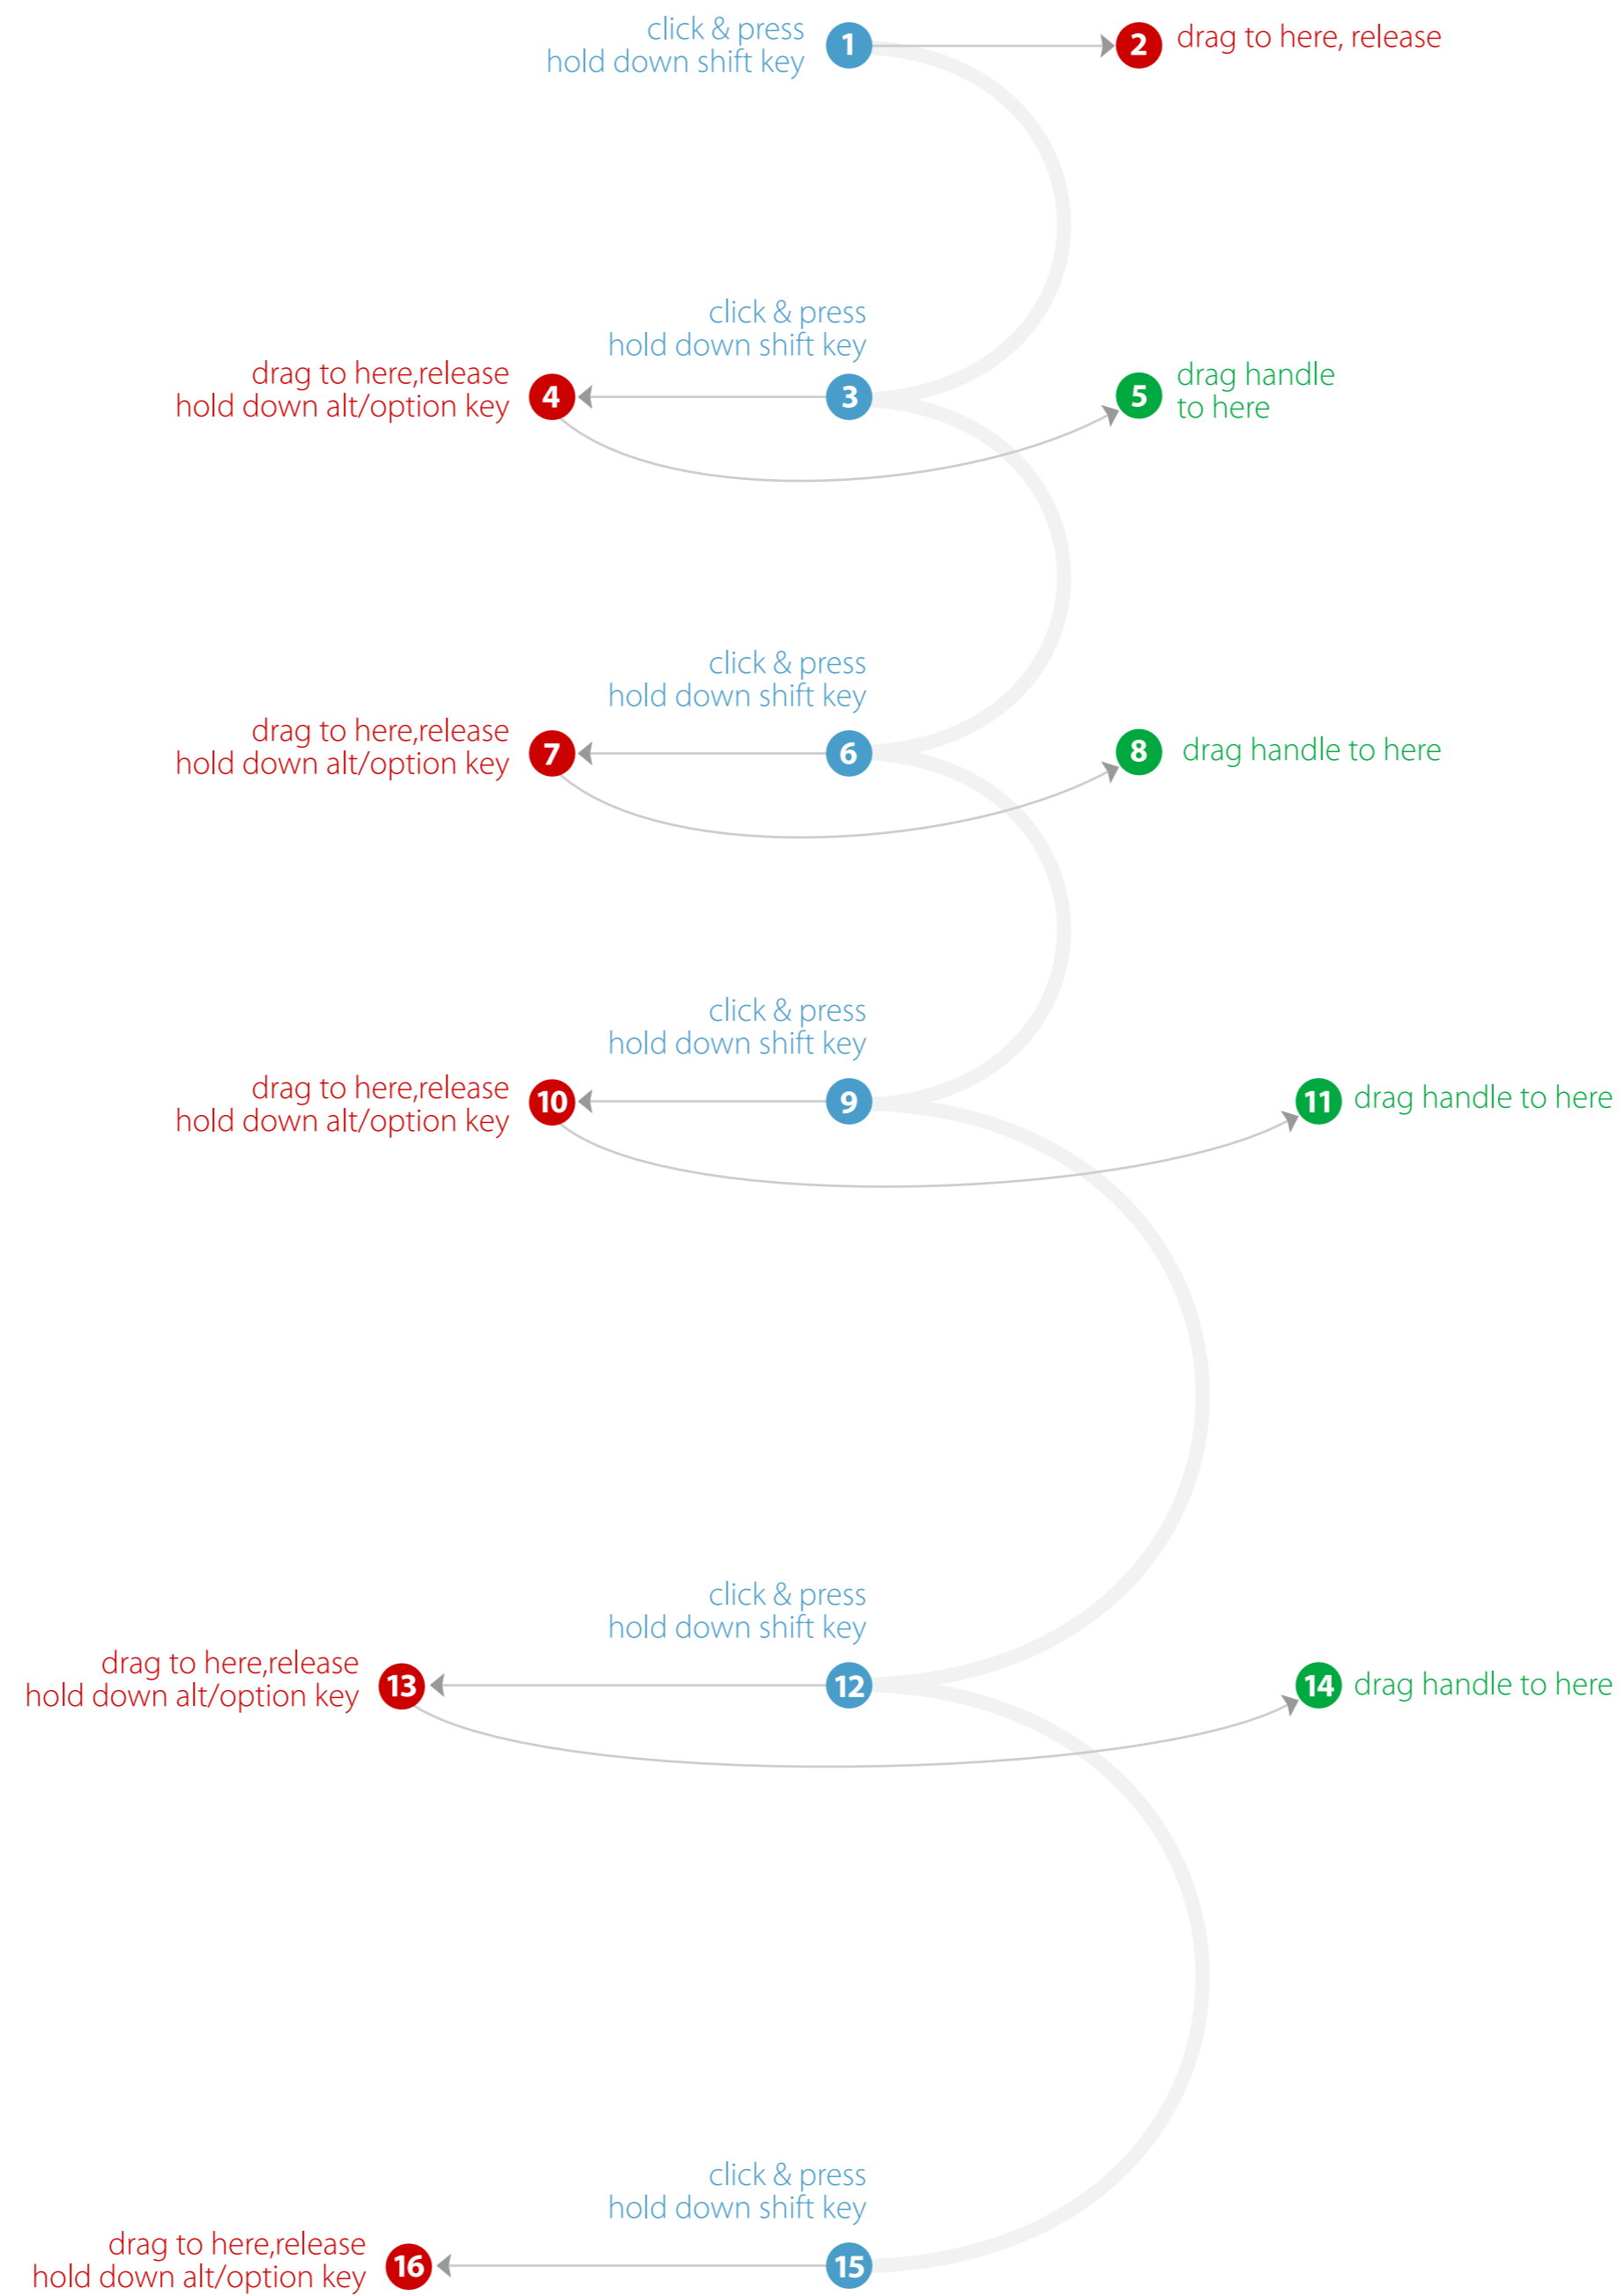 click & press
hold down shift key
1
2
drag to here, release
click & press
hold down shift key
drag to here,release
hold down alt/option key
4
3
5
drag handle
to here
click & press
hold down shift key
drag to here,release
hold down alt/option key
7
6
8
drag handle to here
click & press
hold down shift key
drag to here,release
hold down alt/option key
10
9
11
drag handle to here
click & press
hold down shift key
drag to here,release
hold down alt/option key
13
12
14
drag handle to here
click & press
hold down shift key
drag to here,release
hold down alt/option key
16
15